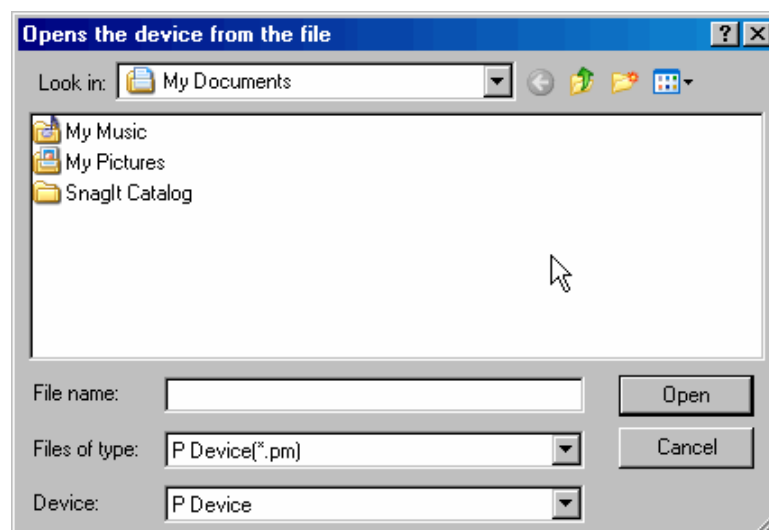 Opens the device from the file
Look in: My Documents
My Music
My Pictures
SnagIt Catalog
File name: Open
Files of type: P Device(*.pm) Cancel
Device: P Device